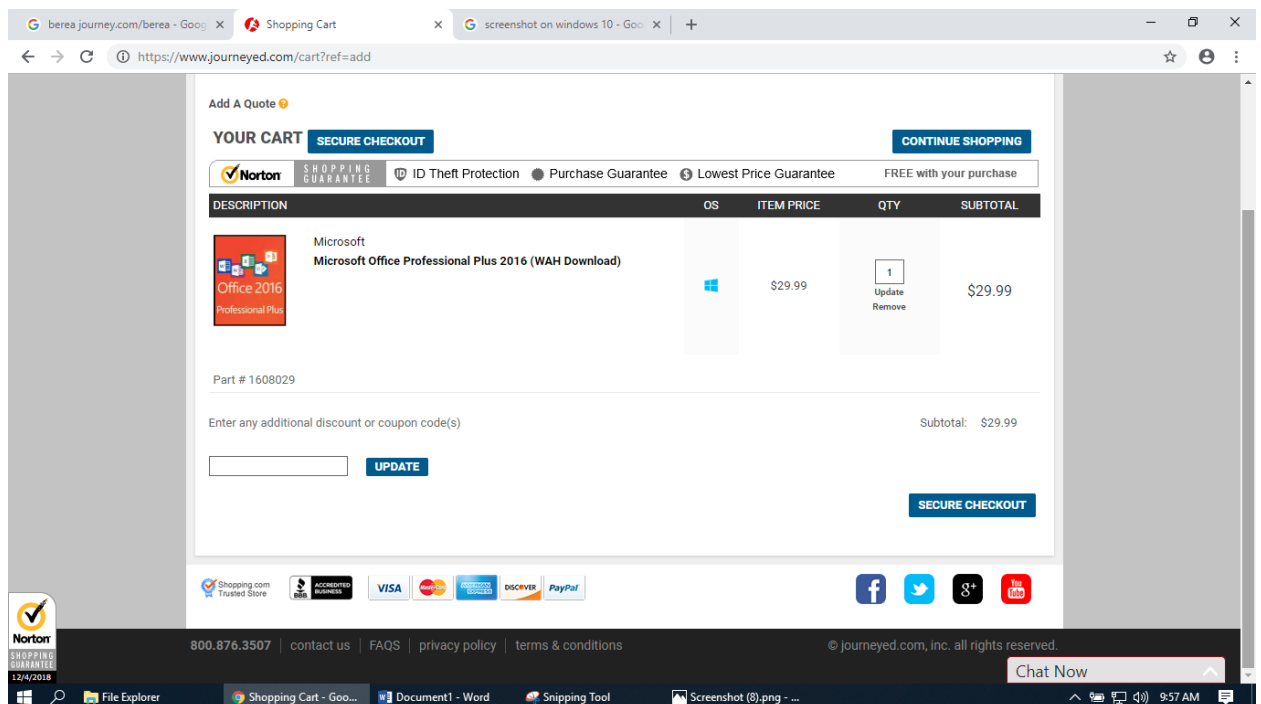 berea journey.com/berea - Goog
Shopping Cart
screenshot on windows 10 - Goo
https://www.journeyed.com/cart?ref=add
Add A Quote
YOUR CART SECURE CHECKOUT CONTINUE SHOPPING
Norton SHOPPING GUARANTEE ID Theft Protection Purchase Guarantee Lowest Price Guarantee FREE with your purchase
DESCRIPTION OS ITEM PRICE QTY SUBTOTAL
Microsoft
Microsoft Office Professional Plus 2016 (WAH Download)
Office 2016
Professional Plus
$29.99
1
Update
Remove
$29.99
Part # 1608029
Enter any additional discount or coupon code(s) Subtotal: $29.99
UPDATE
SECURE CHECKOUT
Shopping.com
Trusted Store
BBB ACCREDITED BUSINESS
VISA MasterCard AMERICAN EXPRESS DISCOVER PayPal
f g+ You Tube
Norton
SHOPPING
GUARANTEE
12/4/2018
800.876.3507 | contact us | FAQS | privacy policy | terms & conditions © journeyed.com, inc. all rights reserved.
Chat Now
File Explorer Shopping Cart - Goo... Document1 - Word Snipping Tool Screenshot (8).png - ... 9:57 AM